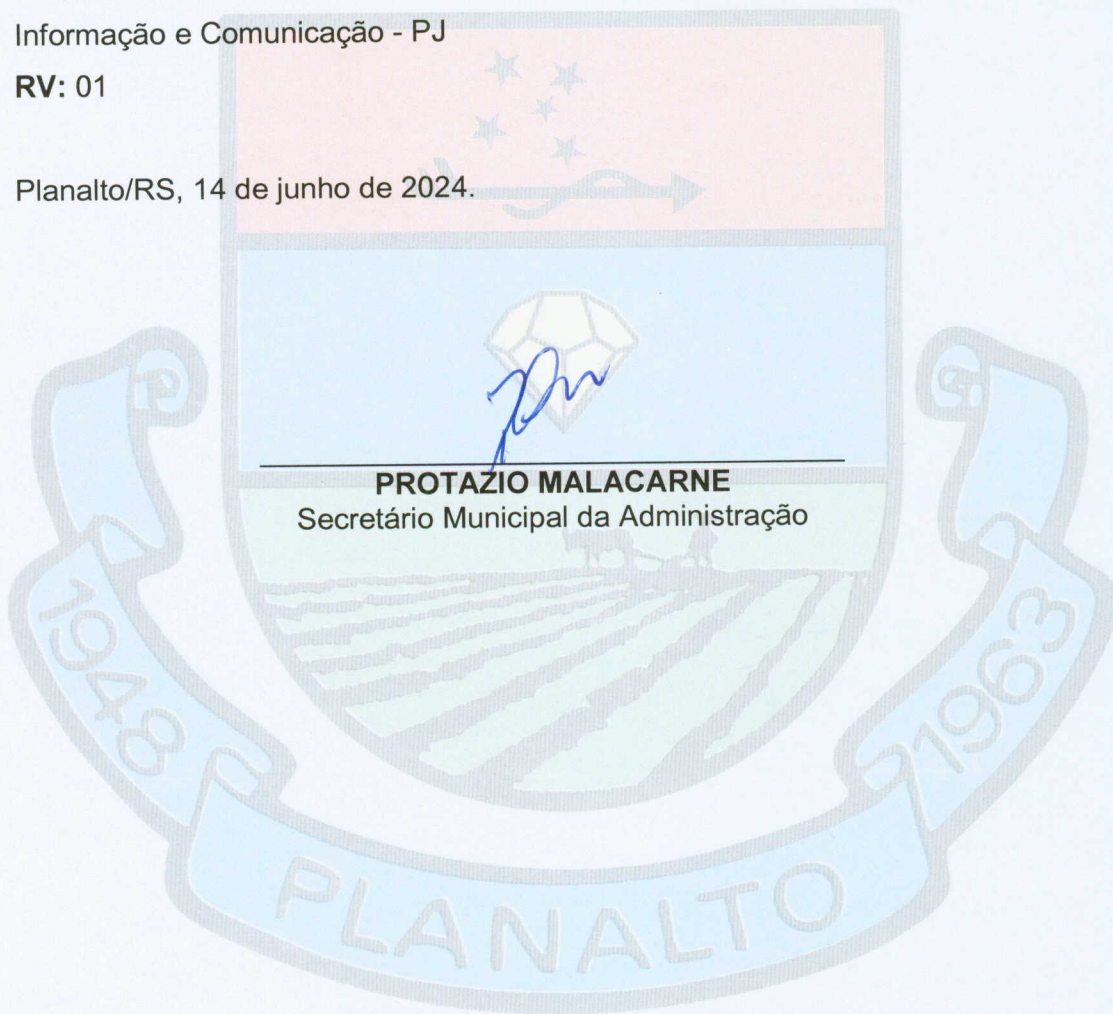 Informação e Comunicação - PJ
RV: 01
Planalto/RS, 14 de junho de 2024.
PROTAZIO MALACARNE
Secretário Municipal da Administração
1948
1963
PLANALTO